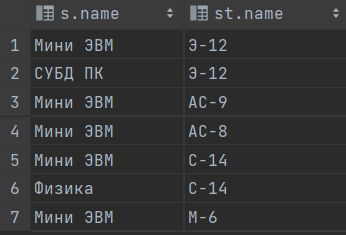 s.name st.name
1 Мини ЭВМ Э-12
2 СУБД ПК Э-12
3 Мини ЭВМ АС-9
4 Мини ЭВМ АС-8
5 Мини ЭВМ С-14
6 Физика С-14
7 Мини ЭВМ М-6